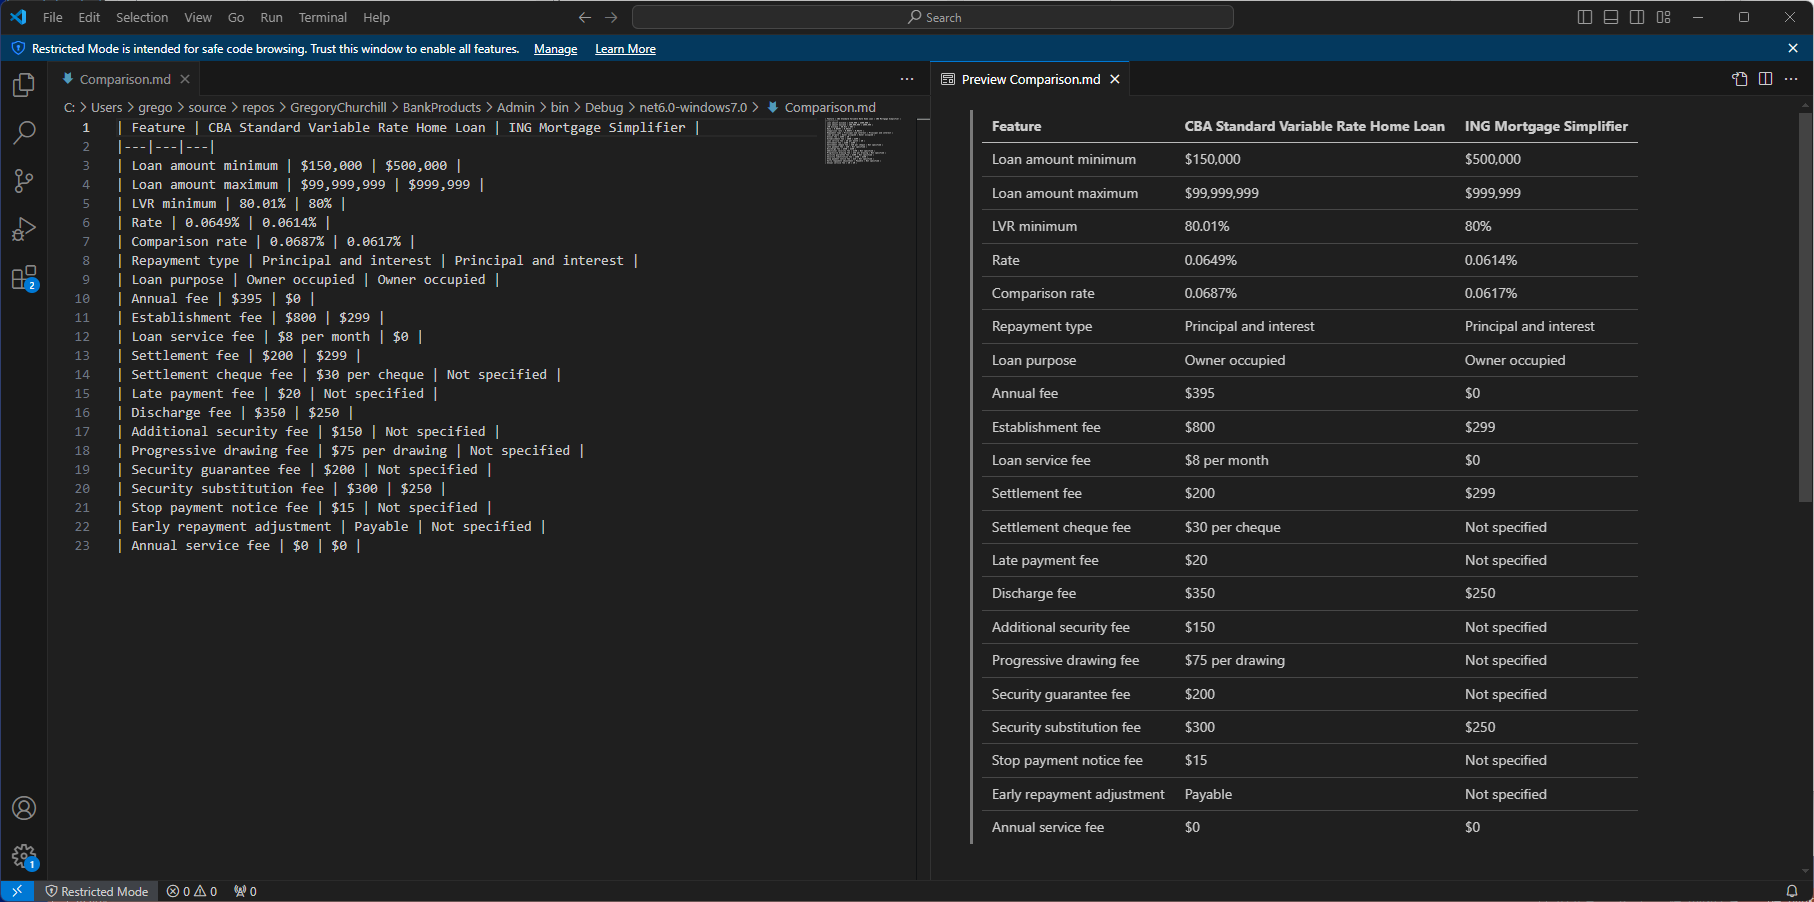 File Edit Selection View Go Run Terminal Help
Search
Restricted Mode is intended for safe code browsing. Trust this window to enable all features. Manage Learn More
Comparison.md
C: > Users > grego > source > repos > GregoryChurchill > BankProducts > Admin > bin > Debug > net6.0-windows7.0 > Comparison.md
1 | Feature | CBA Standard Variable Rate Home Loan | ING Mortgage Simplifier |
2 |---|---|---|
3 | Loan amount minimum | $150,000 | $500,000 |
4 | Loan amount maximum | $99,999,999 | $999,999 |
5 | LVR minimum | 80.01% | 80% |
6 | Rate | 0.0649% | 0.0614% |
7 | Comparison rate | 0.0687% | 0.0617% |
8 | Repayment type | Principal and interest | Principal and interest |
9 | Loan purpose | Owner occupied | Owner occupied |
10 | Annual fee | $395 | $0 |
11 | Establishment fee | $800 | $299 |
12 | Loan service fee | $8 per month | $0 |
13 | Settlement fee | $200 | $299 |
14 | Settlement cheque fee | $30 per cheque | Not specified |
15 | Late payment fee | $20 | Not specified |
16 | Discharge fee | $350 | $250 |
17 | Additional security fee | $150 | Not specified |
18 | Progressive drawing fee | $75 per drawing | Not specified |
19 | Security guarantee fee | $200 | Not specified |
20 | Security substitution fee | $300 | $250 |
21 | Stop payment notice fee | $15 | Not specified |
22 | Early repayment adjustment | Payable | Not specified |
23 | Annual service fee | $0 | $0 |
Preview Comparison.md
Feature CBA Standard Variable Rate Home Loan ING Mortgage Simplifier
Loan amount minimum $150,000 $500,000
Loan amount maximum $99,999,999 $999,999
LVR minimum 80.01% 80%
Rate 0.0649% 0.0614%
Comparison rate 0.0687% 0.0617%
Repayment type Principal and interest Principal and interest
Loan purpose Owner occupied Owner occupied
Annual fee $395 $0
Establishment fee $800 $299
Loan service fee $8 per month $0
Settlement fee $200 $299
Settlement cheque fee $30 per cheque Not specified
Late payment fee $20 Not specified
Discharge fee $350 $250
Additional security fee $150 Not specified
Progressive drawing fee $75 per drawing Not specified
Security guarantee fee $200 Not specified
Security substitution fee $300 $250
Stop payment notice fee $15 Not specified
Early repayment adjustment Payable Not specified
Annual service fee $0 $0
2
1
Restricted Mode 0 0 0